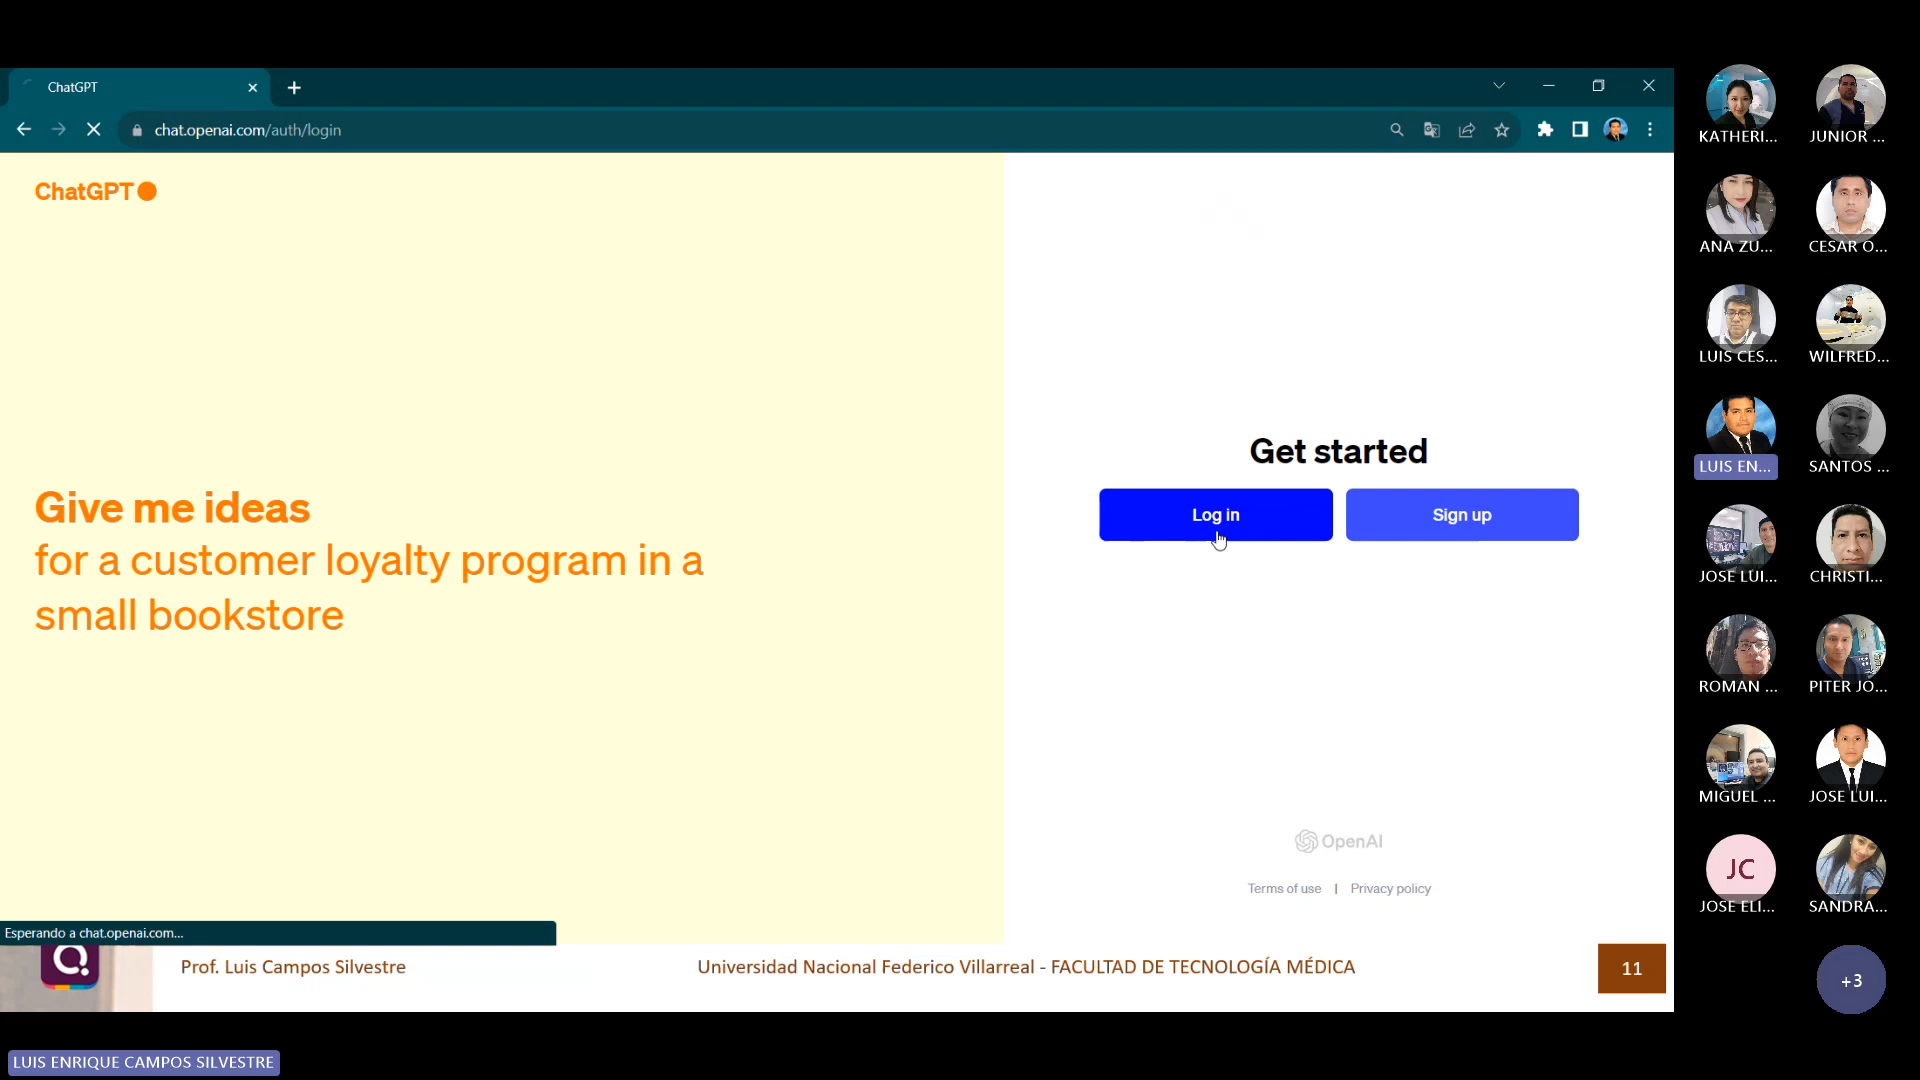 ChatGPT
chat.openai.com/auth/login
ChatGPT
Give me ideas
for a customer loyalty program in a
small bookstore
Get started
Log in
Sign up
OpenAI
Terms of use | Privacy policy
Esperando a chat.openai.com...
Prof. Luis Campos Silvestre
Universidad Nacional Federico Villarreal - FACULTAD DE TECNOLOGÍA MÉDICA
11
KATHERI...
JUNIOR ...
ANA ZU...
CESAR O...
LUIS CES...
WILFRED...
LUIS EN...
SANTOS ...
JOSE LUI...
CHRISTI...
ROMAN ...
PITER JO...
MIGUEL ...
JOSE LUI...
JC
JOSE ELI...
SANDRA...
+3
LUIS ENRIQUE CAMPOS SILVESTRE